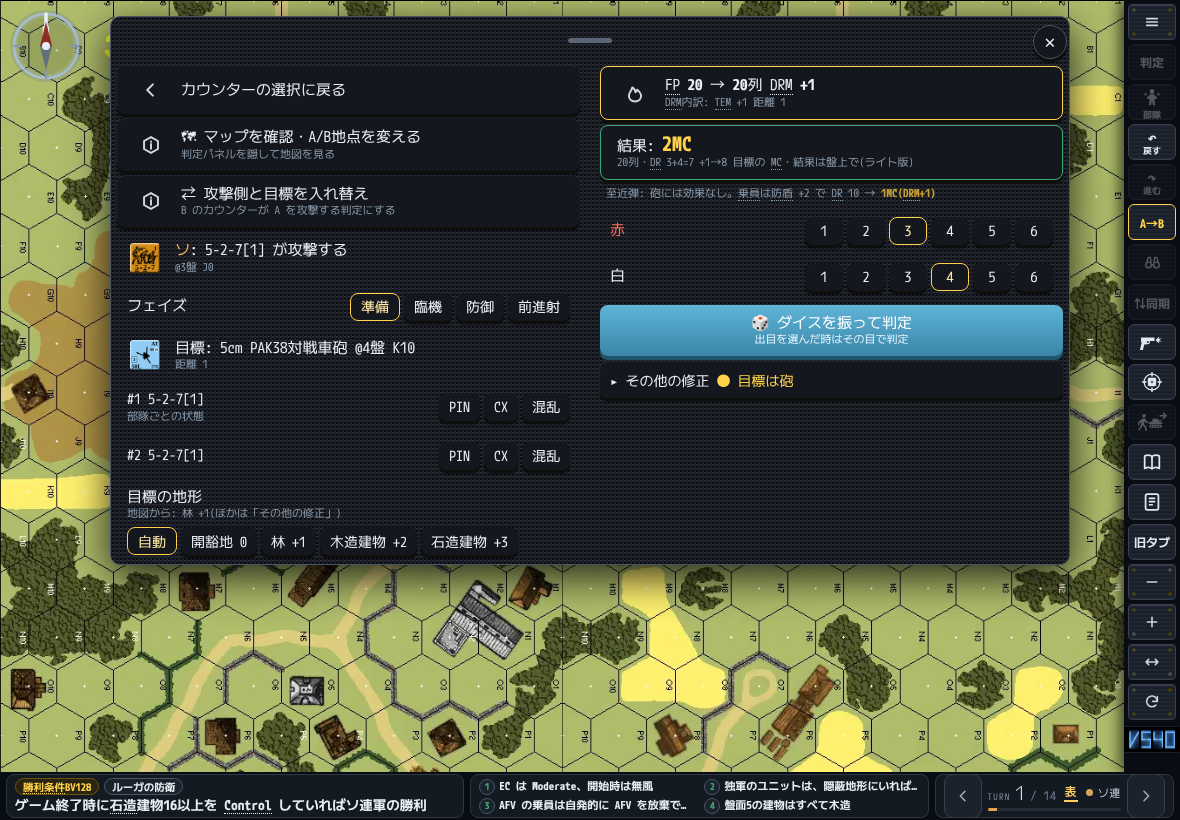 カウンターの選択に戻る
マップを確認・A/B地点を変える
判定パネルを隠して地図を見る
攻撃側と目標を入れ替え
B のカウンターが A を攻撃する判定にする
ソ: 5-2-7[1] が攻撃する
@3盤 J0
フェイズ
準備 臨機 防御 前進射
目標: 5cm PAK38対戦車砲 @4盤 K10
距離 1
#1 5-2-7[1]
部隊ごとの状態
PIN CX 混乱
#2 5-2-7[1]
PIN CX 混乱
目標の地形
地図から: 林 +1(ほかは「その他の修正」)
自動 開豁地 0 林 +1 木造建物 +2 石造建物 +3
FP 20 → 20列 DRM +1
DRM内訳: TEM +1 距離 1
結果: 2MC
20列・DR 3+4=7 +1→8 目標の MC・結果は盤上で(ライト版)
至近弾: 砲には効果なし。乗員は防盾 +2 で DR 10 → 1MC(DRM+1)
赤 1 2 3 4 5 6
白 1 2 3 4 5 6
ダイスを振って判定
出目を選んだ時はその目で判定
▸ その他の修正 目標は砲
判定
部隊
戻す
進む
A→B
⇅同期
旧タブ
VS40
勝利条件BV128 ルーガの防衛
ゲーム終了時に石造建物16以上を Control していればソ連軍の勝利
1 EC は Moderate、開始時は無風
2 独軍のユニットは、隠蔽地形にいれば…
3 AFV の乗員は自発的に AFV を放棄で…
4 盤面5の建物はすべて木造
TURN 1 / 14 表 ソ連